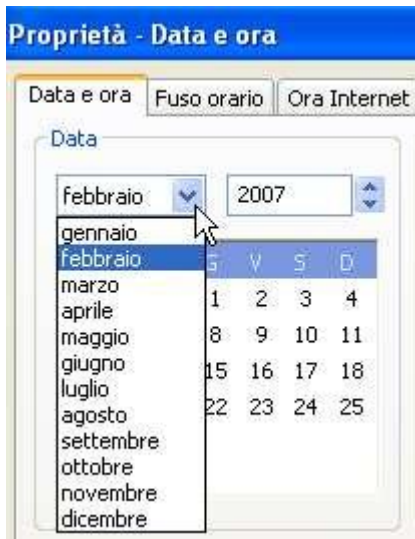 Proprietà - Data e ora
Data e ora Fuso orario Ora Internet
Data
febbraio 2007
gennaio
febbraio
marzo
aprile
maggio
giugno
luglio
agosto
settembre
ottobre
novembre
dicembre
G V S D
1 2 3 4
8 9 10 11
15 16 17 18
22 23 24 25